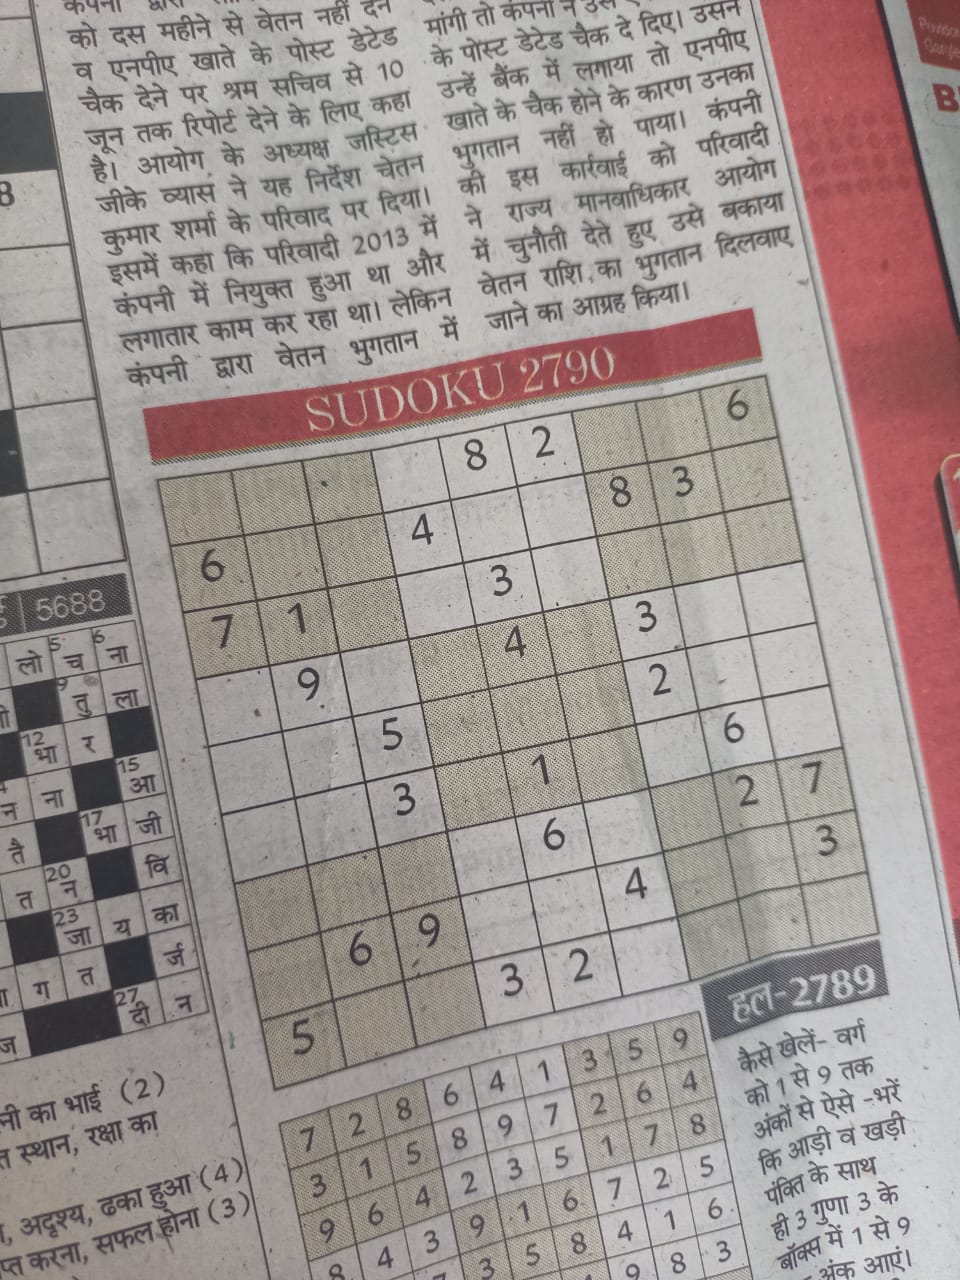 को दस महीने से वेतन नहीं देन
व एनपीए खाते के पोस्ट डेटेड
चैक देने पर श्रम सचिव से 10
जून तक रिपोर्ट देने के लिए कहा
है। आयोग के अध्यक्ष जस्टिस
जीके व्यास ने यह निर्देश चेतन
कुमार शर्मा के परिवाद पर दिया।
इसमें कहा कि परिवादी 2013 में
कंपनी में नियुक्त हुआ था और
लगातार काम कर रहा था। लेकिन
कंपनी द्वारा वेतन भुगतान में
मांगी तो कंपनी ने उसे
के पोस्ट डेटेड चैक दे दिए। उसने
उन्हें बैंक में लगाया तो एनपीए
खाते के चैक होने के कारण उनका
भुगतान नहीं हो पाया। कंपनी
की इस कार्रवाई को परिवादी
ने राज्य मानवाधिकार आयोग
में चुनौती देते हुए उसे बकाया
वेतन राशि का भुगतान दिलवाए
जाने का आग्रह किया।
SUDOKU 2790
8 2 6
6 4 8 3
7 1 3
9 4 3
5 2
3 1 6
6 2 7
6 9 4 3
5 3 2
हल-2789
7 2 8 6 4 1 3 5 9
3 1 5 8 9 7 2 6 4
9 6 4 2 3 5 1 7 8
8 4 3 9 1 6 7 2 5
3 5 8 4 1 6
9 8 3
कैसे खेलें- वर्ग
को 1 से 9 तक
अंकों से ऐसे -भरें
कि आड़ी व खड़ी
पंक्ति के साथ
ही 3 गुणा 3 के
बॉक्स में 1 से 9
अंक आएं।
5688
लो 5 च 6 ना
9 तु ला
12 भा र
न ना 15 आ
तै 17 भा जी
त 20 न वि
23 जा य का
ग त र्ज
ज 27 दी न
नी का भाई (2)
स्थान, रक्षा का
अदृश्य, ढका हुआ (4)
करना, सफल होना (3)